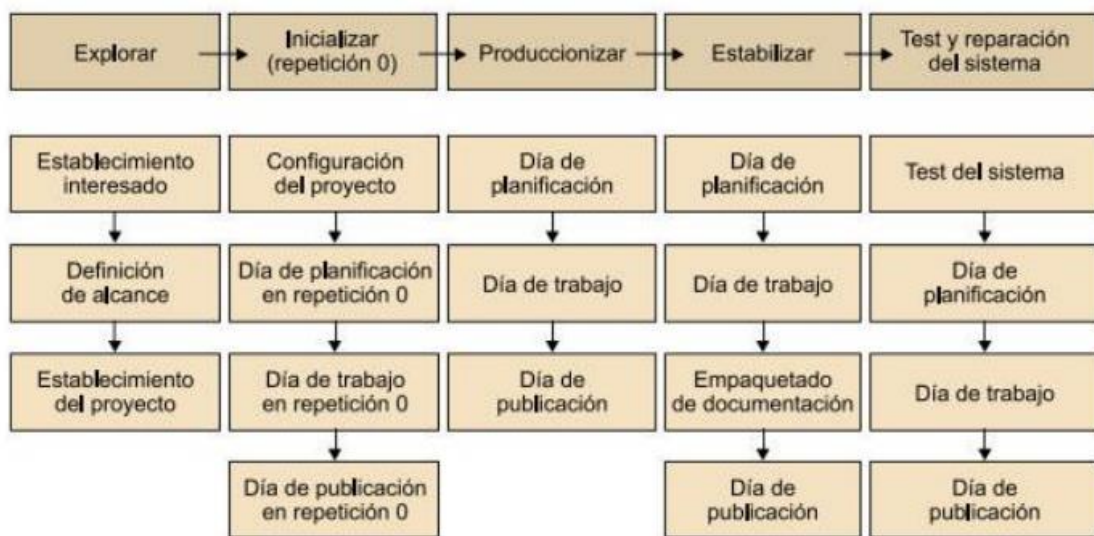 Explorar
Inicializar
(repetición 0)
Produccionizar
Estabilizar
Test y reparación
del sistema
Establecimiento
interesado
Definición
de alcance
Establecimiento
del proyecto
Configuración
del proyecto
Día de planificación
en repetición 0
Día de trabajo
en repetición 0
Día de publicación
en repetición 0
Día de
planificación
Día de trabajo
Día de
publicación
Día de
planificación
Día de trabajo
Empaquetado
de documentación
Día de
publicación
Test del sistema
Día de
planificación
Día de trabajo
Día de
publicación